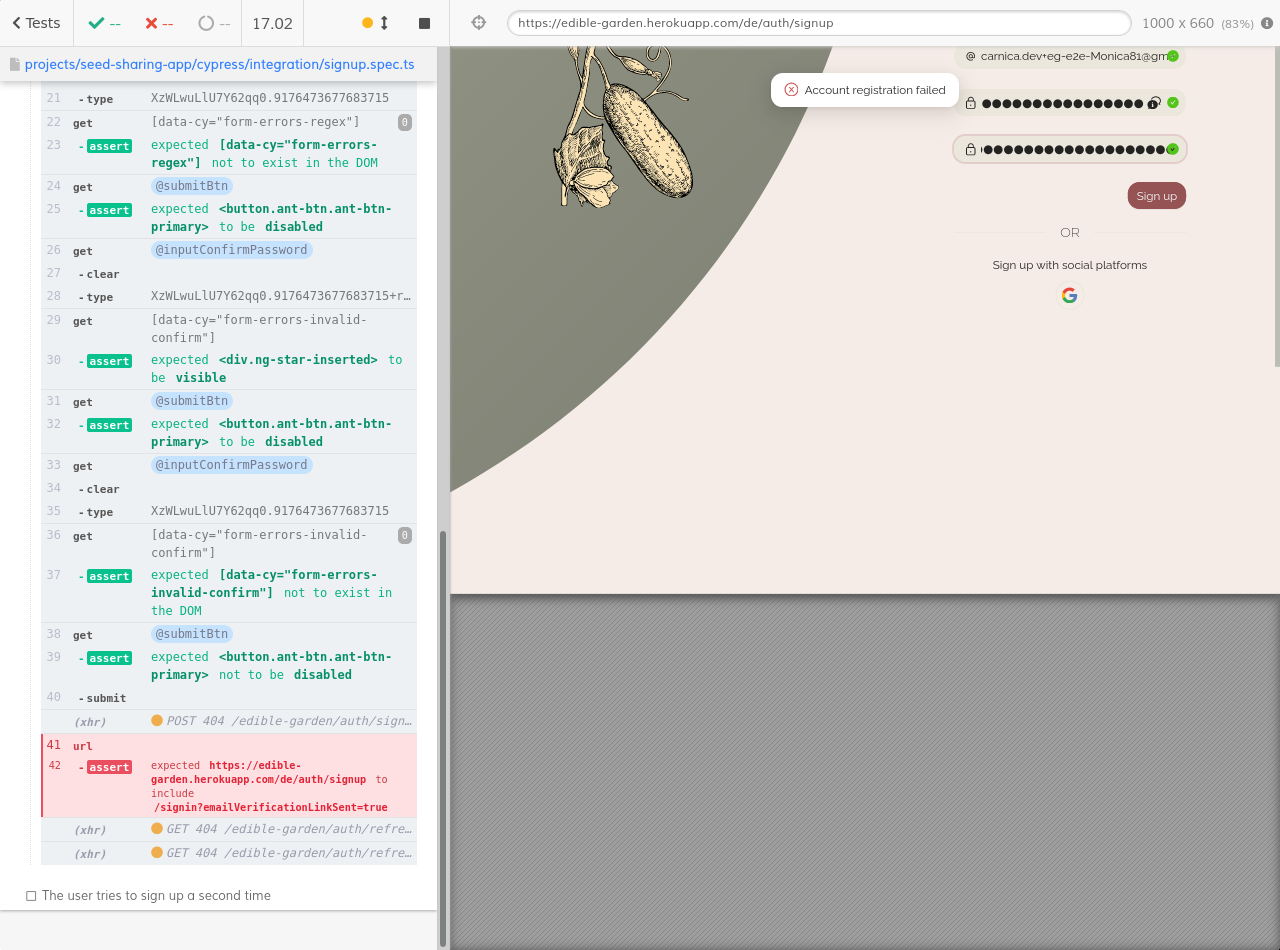 Tests
--
--
--
17.02
https://edible-garden.herokuapp.com/de/auth/signup
1000 x 660 (83%)
projects/seed-sharing-app/cypress/integration/signup.spec.ts
21 -type XzWLwuLlU7Y62qq0.9176473677683715
22 get [data-cy="form-errors-regex"] 0
23 -assert expected [data-cy="form-errors-
regex"] not to exist in the DOM
24 get @submitBtn
25 -assert expected <button.ant-btn.ant-btn-
primary> to be disabled
26 get @inputConfirmPassword
27 -clear
28 -type XzWLwuLlU7Y62qq0.9176473677683715+r…
29 get [data-cy="form-errors-invalid-
confirm"]
30 -assert expected <div.ng-star-inserted> to
be visible
31 get @submitBtn
32 -assert expected <button.ant-btn.ant-btn-
primary> to be disabled
33 get @inputConfirmPassword
34 -clear
35 -type XzWLwuLlU7Y62qq0.9176473677683715
36 get [data-cy="form-errors-invalid-
confirm"] 0
37 -assert expected [data-cy="form-errors-
invalid-confirm"] not to exist in
the DOM
38 get @submitBtn
39 -assert expected <button.ant-btn.ant-btn-
primary> not to be disabled
40 -submit
(xhr) POST 404 /edible-garden/auth/sign…
41 url
42 -assert expected https://edible-
garden.herokuapp.com/de/auth/signup to
include
/signin?emailVerificationLinkSent=true
(xhr) GET 404 /edible-garden/auth/refre…
(xhr) GET 404 /edible-garden/auth/refre…
The user tries to sign up a second time
@ carnica.dev+eg-e2e-Monica81@gm
Account registration failed
Sign up
OR
Sign up with social platforms